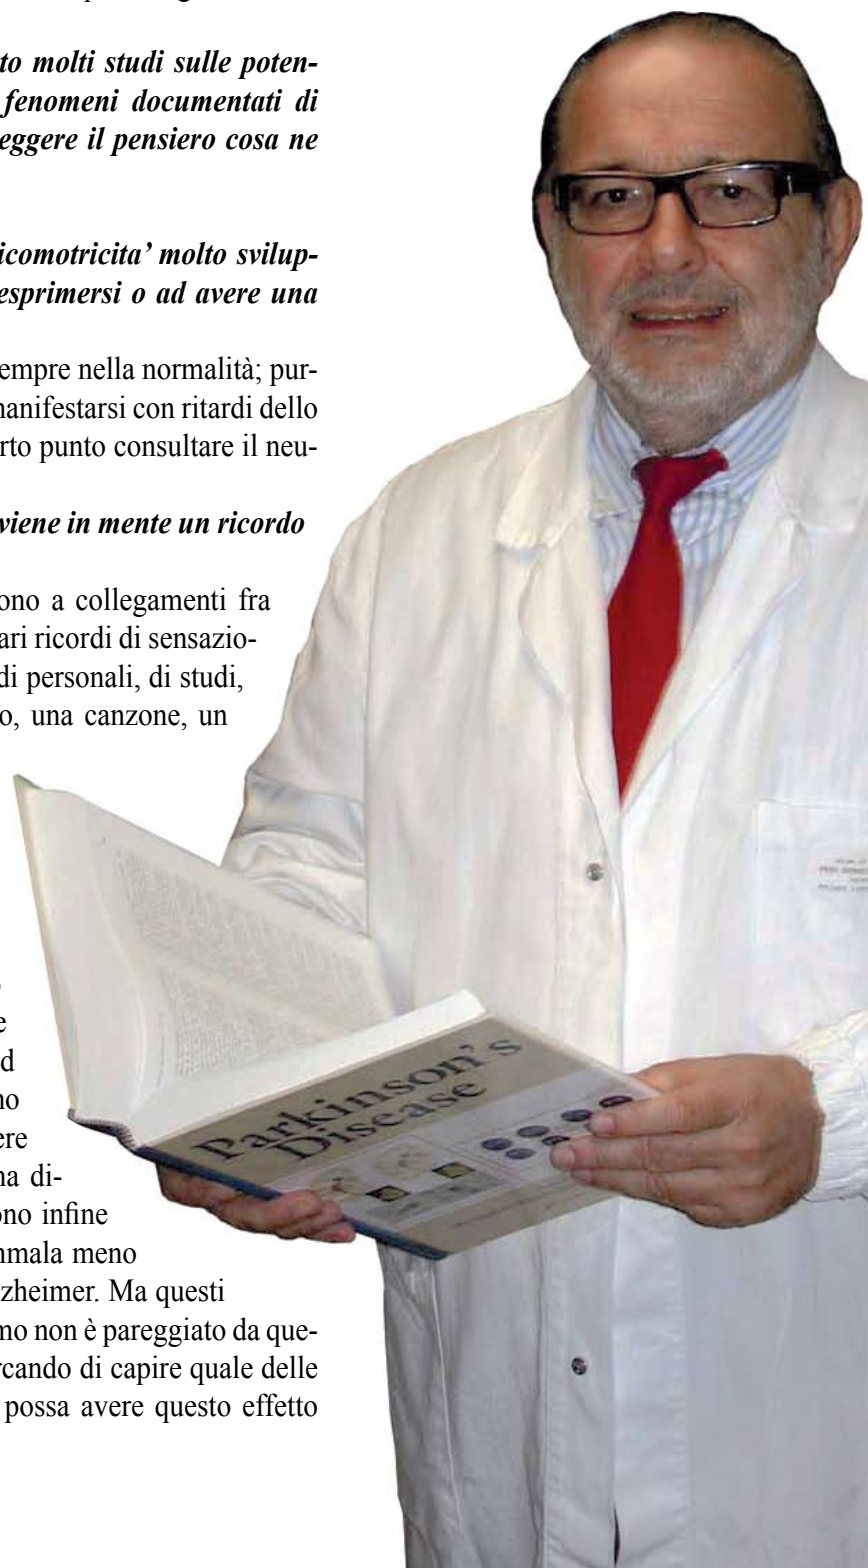 to molti studi sulle poten-
fenomeni documentati di
eggere il pensiero cosa ne
icomotricita’ molto svilup-
esprimersi o ad avere una
empre nella normalità; pur-
manifestarsi con ritardi dello
rto punto consultare il neu-
viene in mente un ricordo
ono a collegamenti fra
ari ricordi di sensazio-
di personali, di studi,
o, una canzone, un
e
d
no
ere
na di-
ono infine
mmala meno
zheimer. Ma questi
mo non è pareggiato da que-
rcando di capire quale delle
possa avere questo effetto
Parkinson’s
Disease